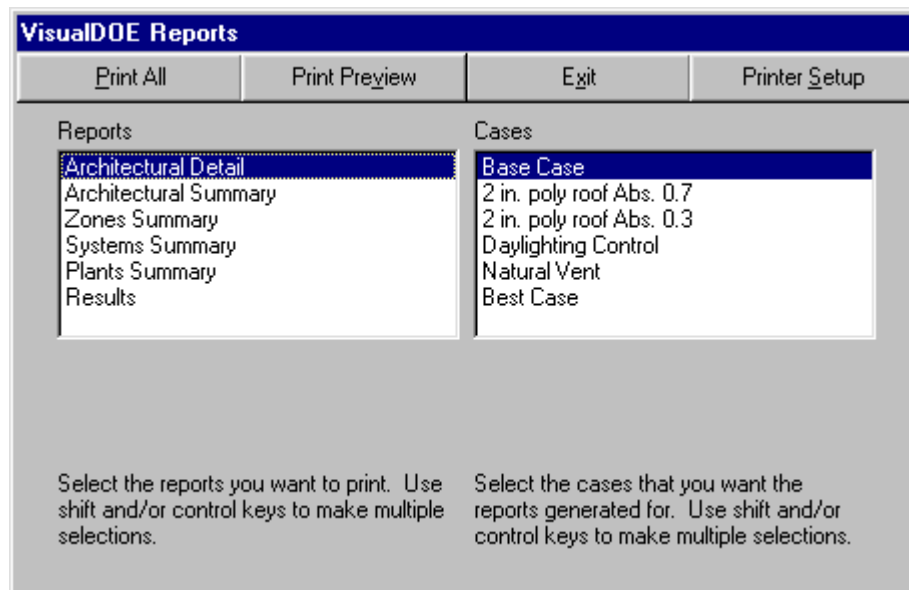 VisualDOE Reports
Print All
Print Preview
Exit
Printer Setup
Reports
Architectural Detail
Architectural Summary
Zones Summary
Systems Summary
Plants Summary
Results
Cases
Base Case
2 in. poly roof Abs. 0.7
2 in. poly roof Abs. 0.3
Daylighting Control
Natural Vent
Best Case
Select the reports you want to print.  Use
shift and/or control keys to make multiple
selections.
Select the cases that you want the
reports generated for.  Use shift and/or
control keys to make multiple selections.